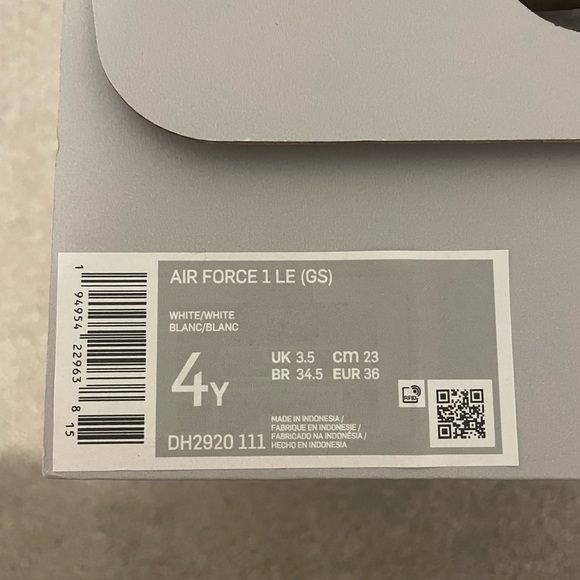 AIR FORCE 1 LE (GS)
WHITE/WHITE
BLANC/BLANC
4Y
UK 3.5 cm 23
BR 34.5 EUR 36
RFID
DH2920 111
MADE IN INDONESIA /
FABRIQUE EN INDONESIE /
FABRICADO NA INDONÉSIA /
HECHO EN INDONESIA
1 94954 22963 8 15